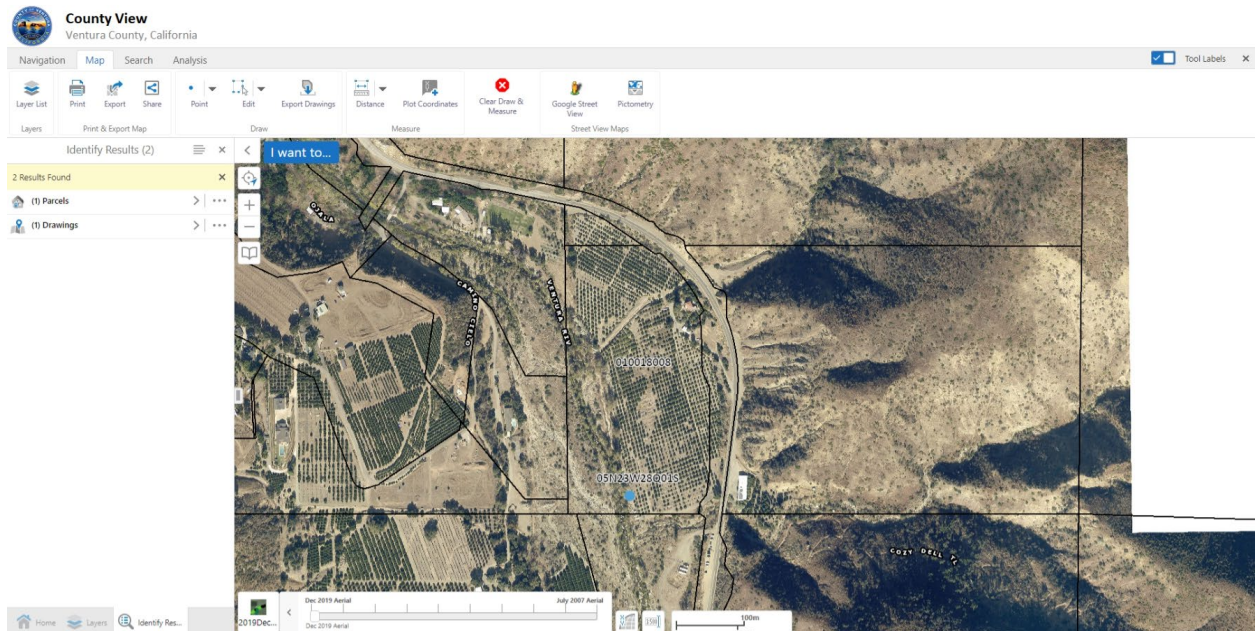 County View
Ventura County, California
Navigation Map Search Analysis
Tool Labels
Layer List Print Export Share Point Edit Export Drawings Distance Plot Coordinates Clear Draw & Measure Google Street View Pictometry
Layers Print & Export Map Draw Measure Street View Maps
Identify Results (2)
I want to...
2 Results Found
(1) Parcels
(1) Drawings
OJALA
CAMINO CIELO
VENTURA REV
010018008
05N23W28Q01S
COZY DELL TL
Dec 2019 Aerial July 2007 Aerial
Dec 2019 Aerial
2019Dec...
100m
Home Layers Identify Res...